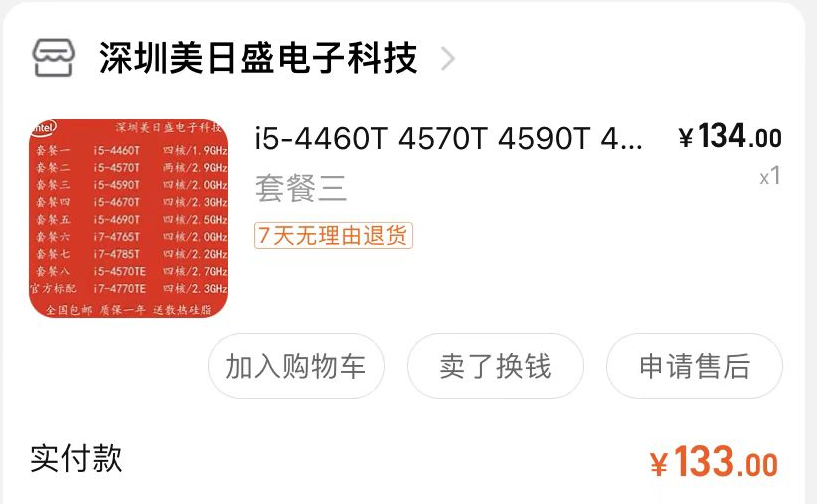 深圳美日盛电子科技
intel 深圳美日盛电子科技
套餐一 i5-4460T 四核/1.9GHz
套餐二 i5-4570T 两核/2.9GHz
套餐三 i5-4590T 四核/2.0GHz
套餐四 i5-4670T 四核/2.3GHz
套餐五 i5-4690T 四核/2.5GHz
套餐六 i7-4765T 四核/2.0GHz
套餐七 i7-4785T 四核/2.2GHz
套餐八 i5-4570TE 四核/2.7GHz
官方标配 i7-4770TE 四核/2.3GHz
全国包邮 质保一年 送散热硅脂
i5-4460T 4570T 4590T 4... ¥134.00
套餐三 x1
7天无理由退货
加入购物车 卖了换钱 申请售后
实付款 ¥133.00